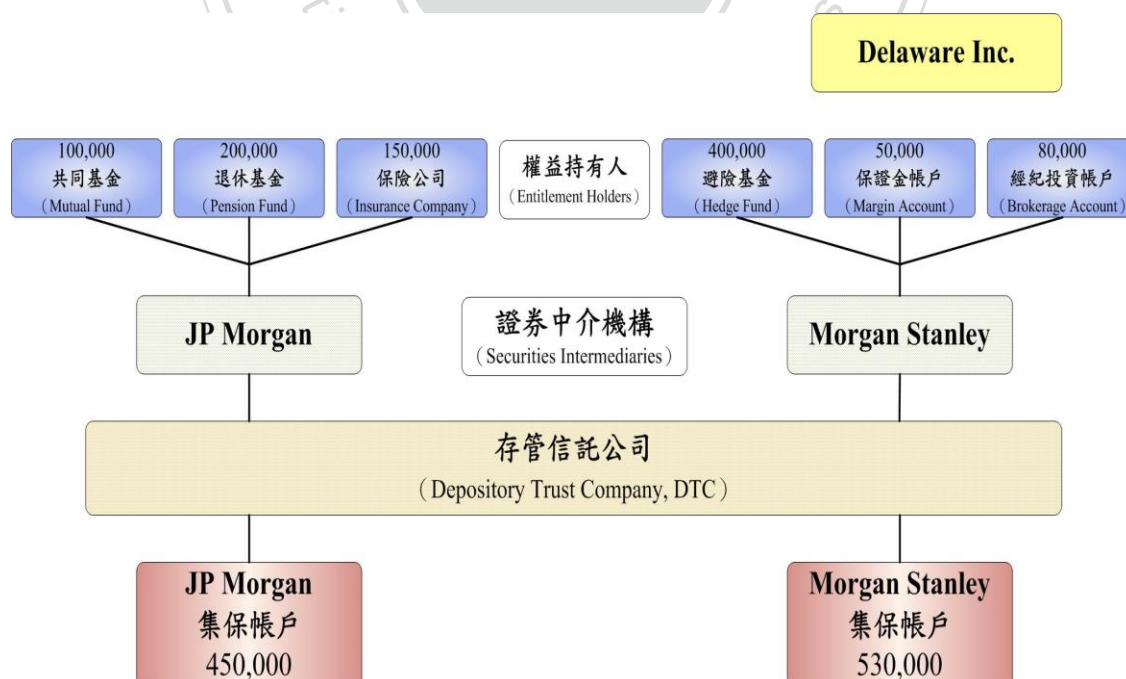 Delaware Inc.
100,000
共同基金
（Mutual Fund）
200,000
退休基金
（Pension Fund）
150,000
保險公司
（Insurance Company）
權益持有人
（Entitlement Holders）
400,000
避險基金
（Hedge Fund）
50,000
保證金帳戶
（Margin Account）
80,000
經紀投資帳戶
（Brokerage Account）
JP Morgan
證券中介機構
（Securities Intermediaries）
Morgan Stanley
存管信託公司
（Depository Trust Company, DTC）
JP Morgan
集保帳戶
450,000
Morgan Stanley
集保帳戶
530,000